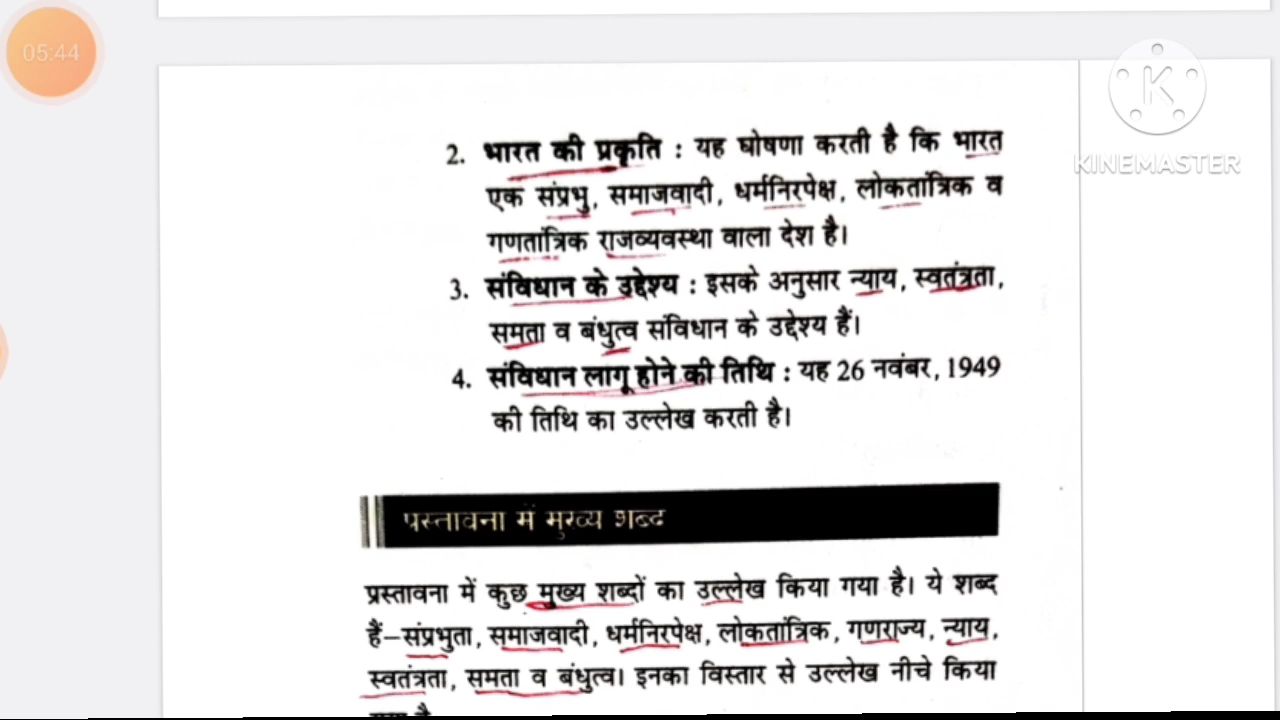 05:44
KINEMASTER
2. भारत की प्रकृति : यह घोषणा करती है कि भारत
एक संप्रभु, समाजवादी, धर्मनिरपेक्ष, लोकतांत्रिक व
गणतांत्रिक राजव्यवस्था वाला देश है।
3. संविधान के उद्देश्य : इसके अनुसार न्याय, स्वतंत्रता,
समता व बंधुत्व संविधान के उद्देश्य हैं।
4. संविधान लागू होने की तिथि : यह 26 नवंबर, 1949
की तिथि का उल्लेख करती है।
प्रस्तावना में मुख्य शब्द
प्रस्तावना में कुछ मुख्य शब्दों का उल्लेख किया गया है। ये शब्द
हैं–संप्रभुता, समाजवादी, धर्मनिरपेक्ष, लोकतांत्रिक, गणराज्य, न्याय,
स्वतंत्रता, समता व बंधुत्व। इनका विस्तार से उल्लेख नीचे किया